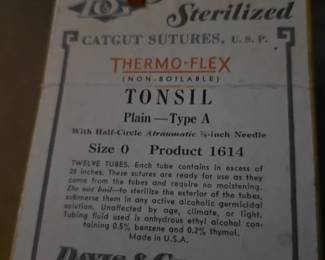 Sterilized
CATGUT SUTURES, U.S.P.
THERMO-FLEX
(NON-BOILABLE)
TONSIL
Plain—Type A
With Half-Circle Atraumatic -inch Needle
Size 0 Product 1614
TWELVE TUBES. Each tube contains in excess of
28 inches. These sutures are ready for use as they
come from the tubes and require no moistening.
Do not boil—to sterilize the exterior of the tubes,
submerge them in any active alcoholic germicidal
solution. Unaffected by age, climate, or light.
Tubing fluid used is anhydrous ethyl alcohol con-
taining 0.5% benzene and 0.2% thymol.
Made in U.S.A.
DAVIS &